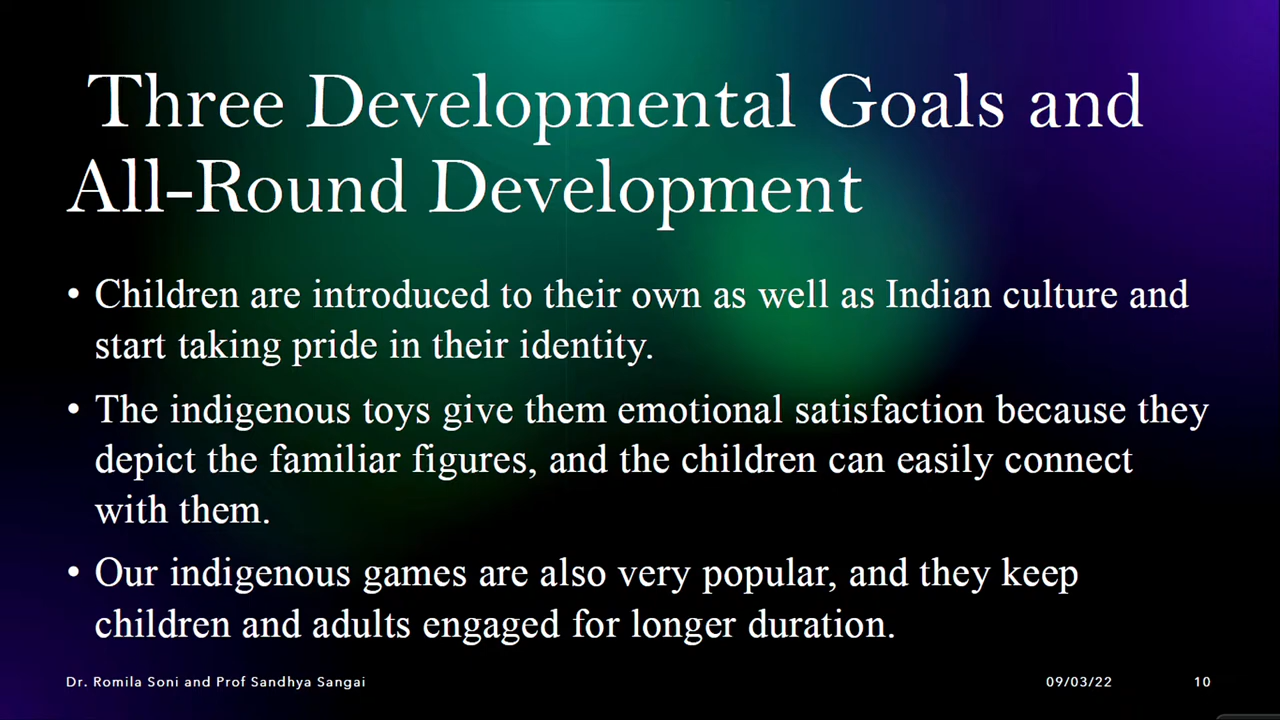 Three Developmental Goals and
All-Round Development
• Children are introduced to their own as well as Indian culture and
start taking pride in their identity.
• The indigenous toys give them emotional satisfaction because they
depict the familiar figures, and the children can easily connect
with them.
• Our indigenous games are also very popular, and they keep
children and adults engaged for longer duration.
Dr. Romila Soni and Prof Sandhya Sangai 09/03/22 10